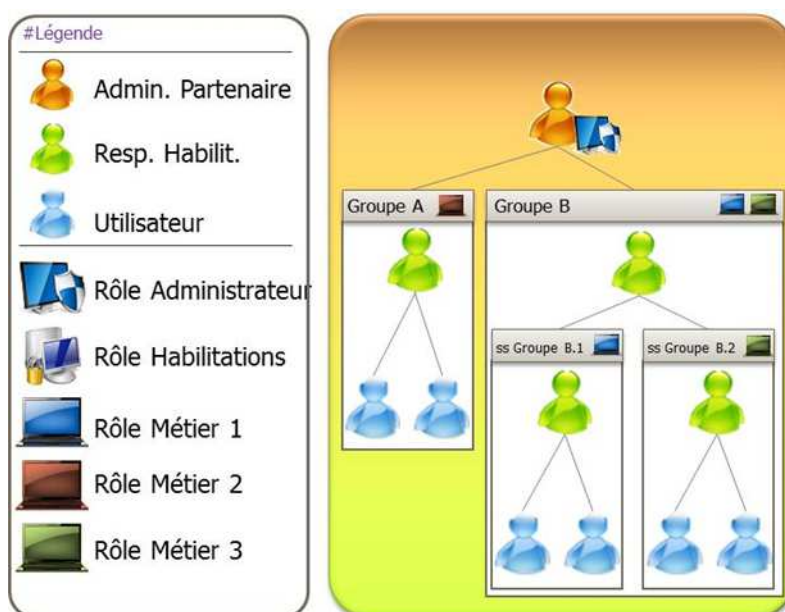 #Légende
Admin. Partenaire
Resp. Habilit.
Utilisateur
Rôle Administrateur
Rôle Habilitations
Rôle Métier 1
Rôle Métier 2
Rôle Métier 3
Groupe A
Groupe B
ss Groupe B.1
ss Groupe B.2